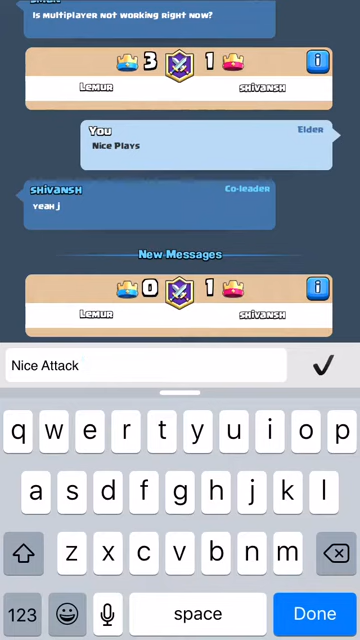 Is multiplayer not working right now?
3 1
Lemur shivansh
You Elder
Nice Plays
shivansh Co-leader
yeah j
New Messages
0 1
Lemur shivansh
Nice Attack
q w e r t y u i o p
a s d f g h j k l
z x c v b n m
123 space Done